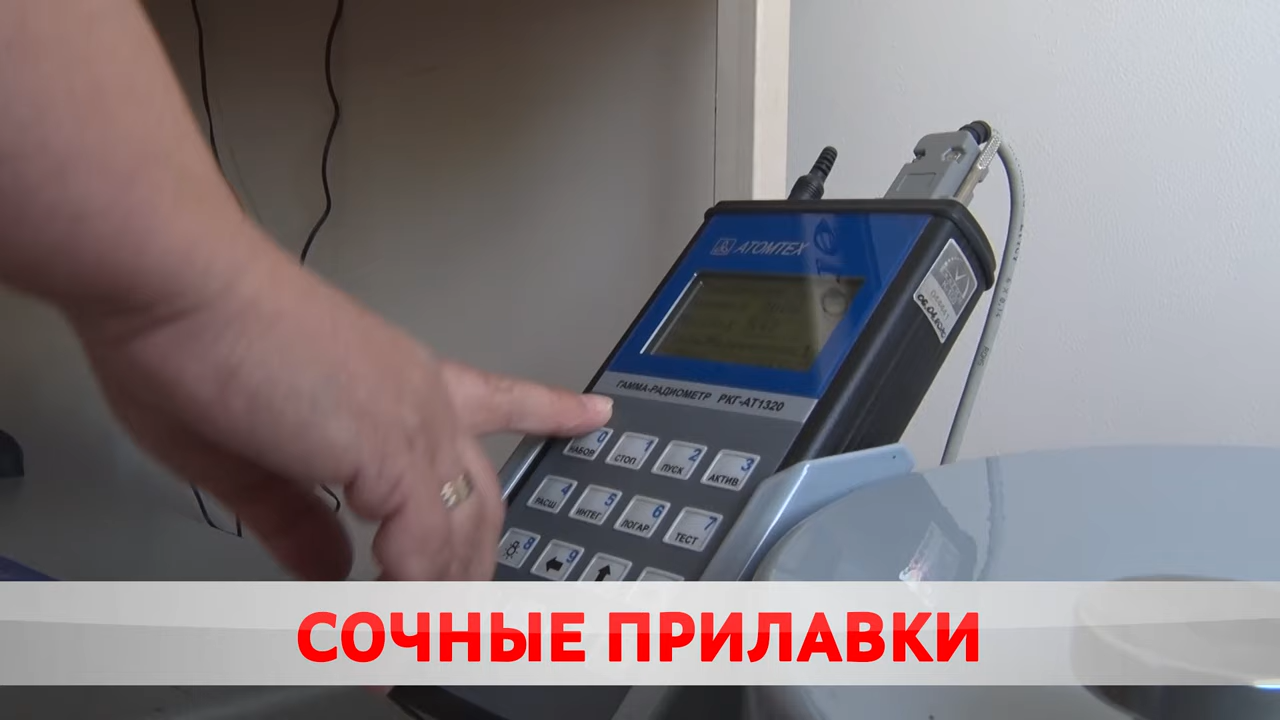 АТОМТЕХ
ГАММА-РАДИОМЕТР РКГ-АТ1320
0 1 2 3
НАБОР СТОП ПУСК АКТИВ
4 5 6 7
РАСШ ИНТЕГ ЛОГАР ТЕСТ
8 9
СОЧНЫЕ ПРИЛАВКИ